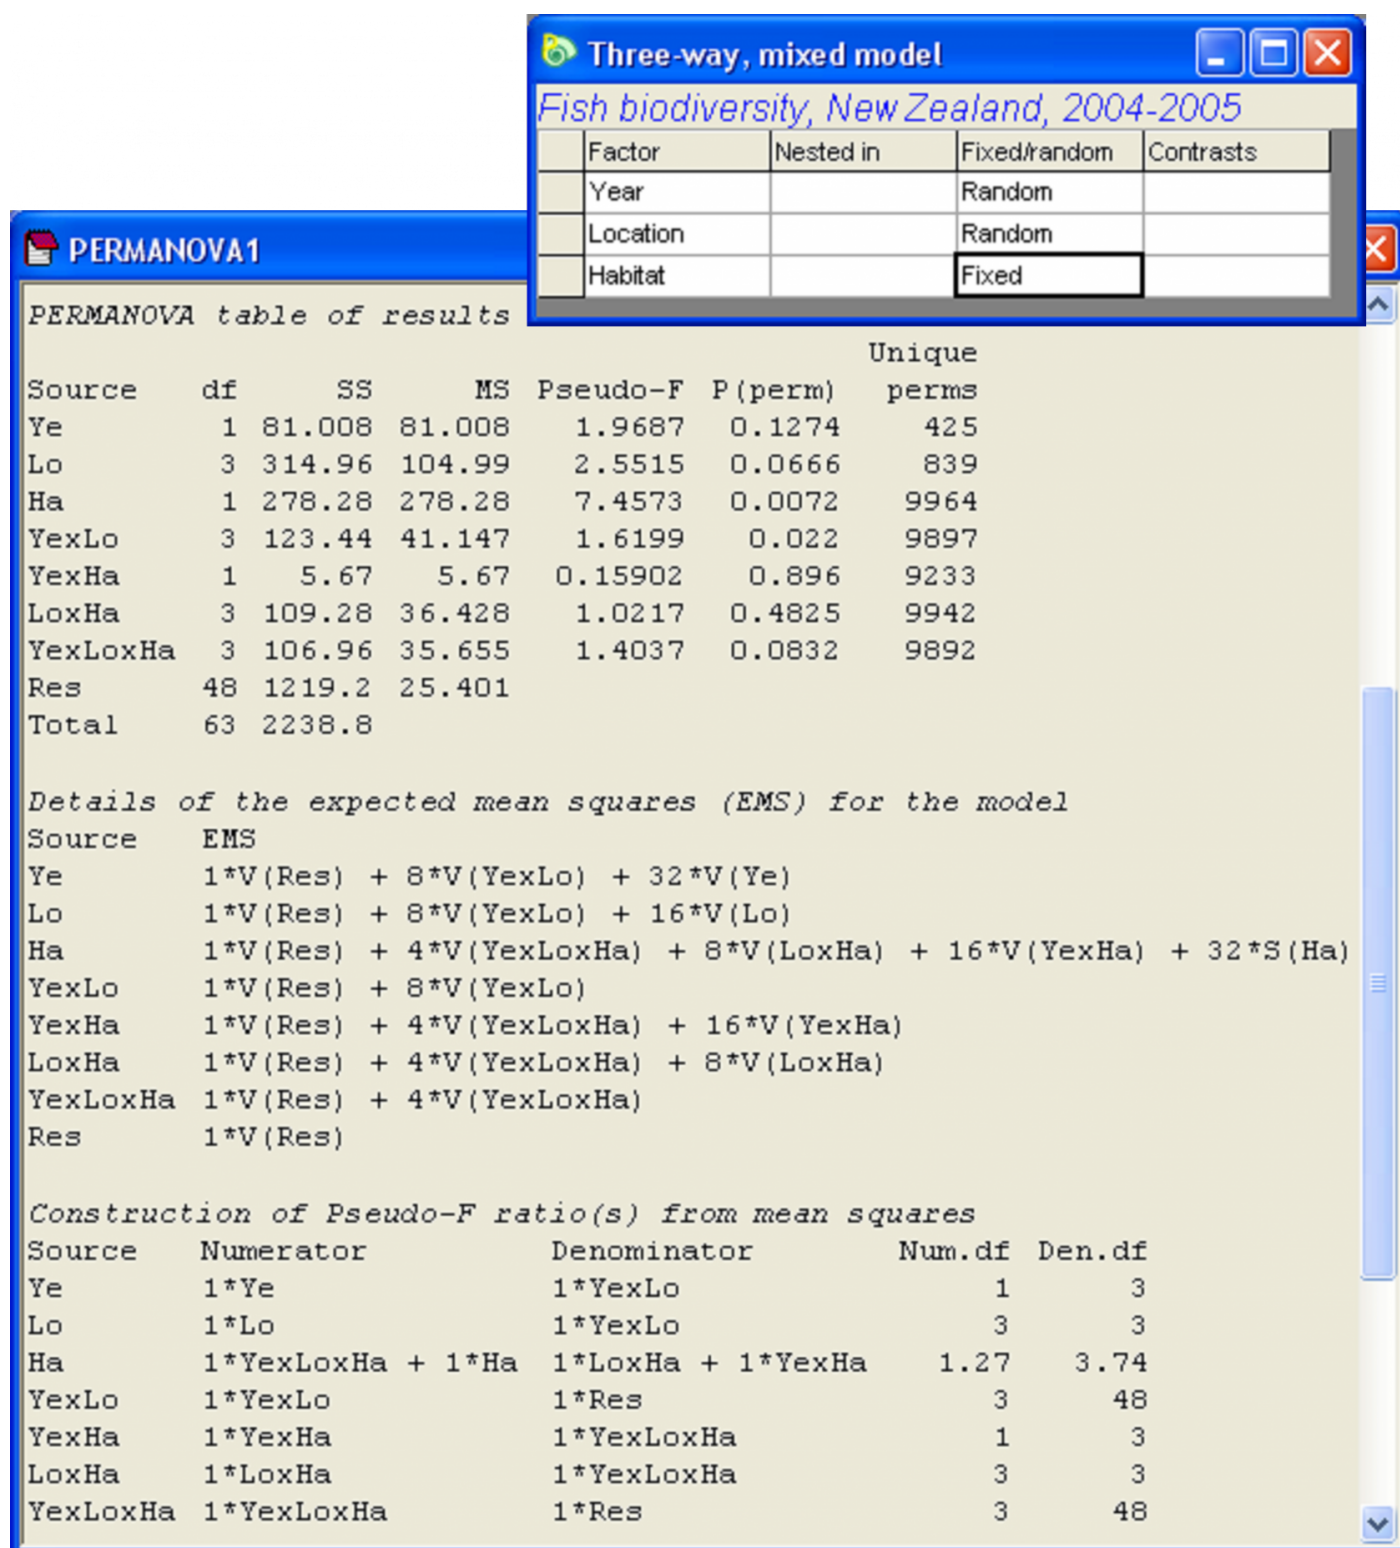 Three-way, mixed model
Fish biodiversity, New Zealand, 2004-2005
Factor Nested in Fixed/random Contrasts
Year Random
Location Random
Habitat Fixed
PERMANOVA1
PERMANOVA table of results
Unique
Source df SS MS Pseudo-F P(perm) perms
Ye 1 81.008 81.008 1.9687 0.1274 425
Lo 3 314.96 104.99 2.5515 0.0666 839
Ha 1 278.28 278.28 7.4573 0.0072 9964
YexLo 3 123.44 41.147 1.6199 0.022 9897
YexHa 1 5.67 5.67 0.15902 0.896 9233
LoxHa 3 109.28 36.428 1.0217 0.4825 9942
YexLoxHa 3 106.96 35.655 1.4037 0.0832 9892
Res 48 1219.2 25.401
Total 63 2238.8
Details of the expected mean squares (EMS) for the model
Source EMS
Ye 1*V(Res) + 8*V(YexLo) + 32*V(Ye)
Lo 1*V(Res) + 8*V(YexLo) + 16*V(Lo)
Ha 1*V(Res) + 4*V(YexLoxHa) + 8*V(LoxHa) + 16*V(YexHa) + 32*S(Ha)
YexLo 1*V(Res) + 8*V(YexLo)
YexHa 1*V(Res) + 4*V(YexLoxHa) + 16*V(YexHa)
LoxHa 1*V(Res) + 4*V(YexLoxHa) + 8*V(LoxHa)
YexLoxHa 1*V(Res) + 4*V(YexLoxHa)
Res 1*V(Res)
Construction of Pseudo-F ratio(s) from mean squares
Source Numerator Denominator Num.df Den.df
Ye 1*Ye 1*YexLo 1 3
Lo 1*Lo 1*YexLo 3 3
Ha 1*YexLoxHa + 1*Ha 1*LoxHa + 1*YexHa 1.27 3.74
YexLo 1*YexLo 1*Res 3 48
YexHa 1*YexHa 1*YexLoxHa 1 3
LoxHa 1*LoxHa 1*YexLoxHa 3 3
YexLoxHa 1*YexLoxHa 1*Res 3 48